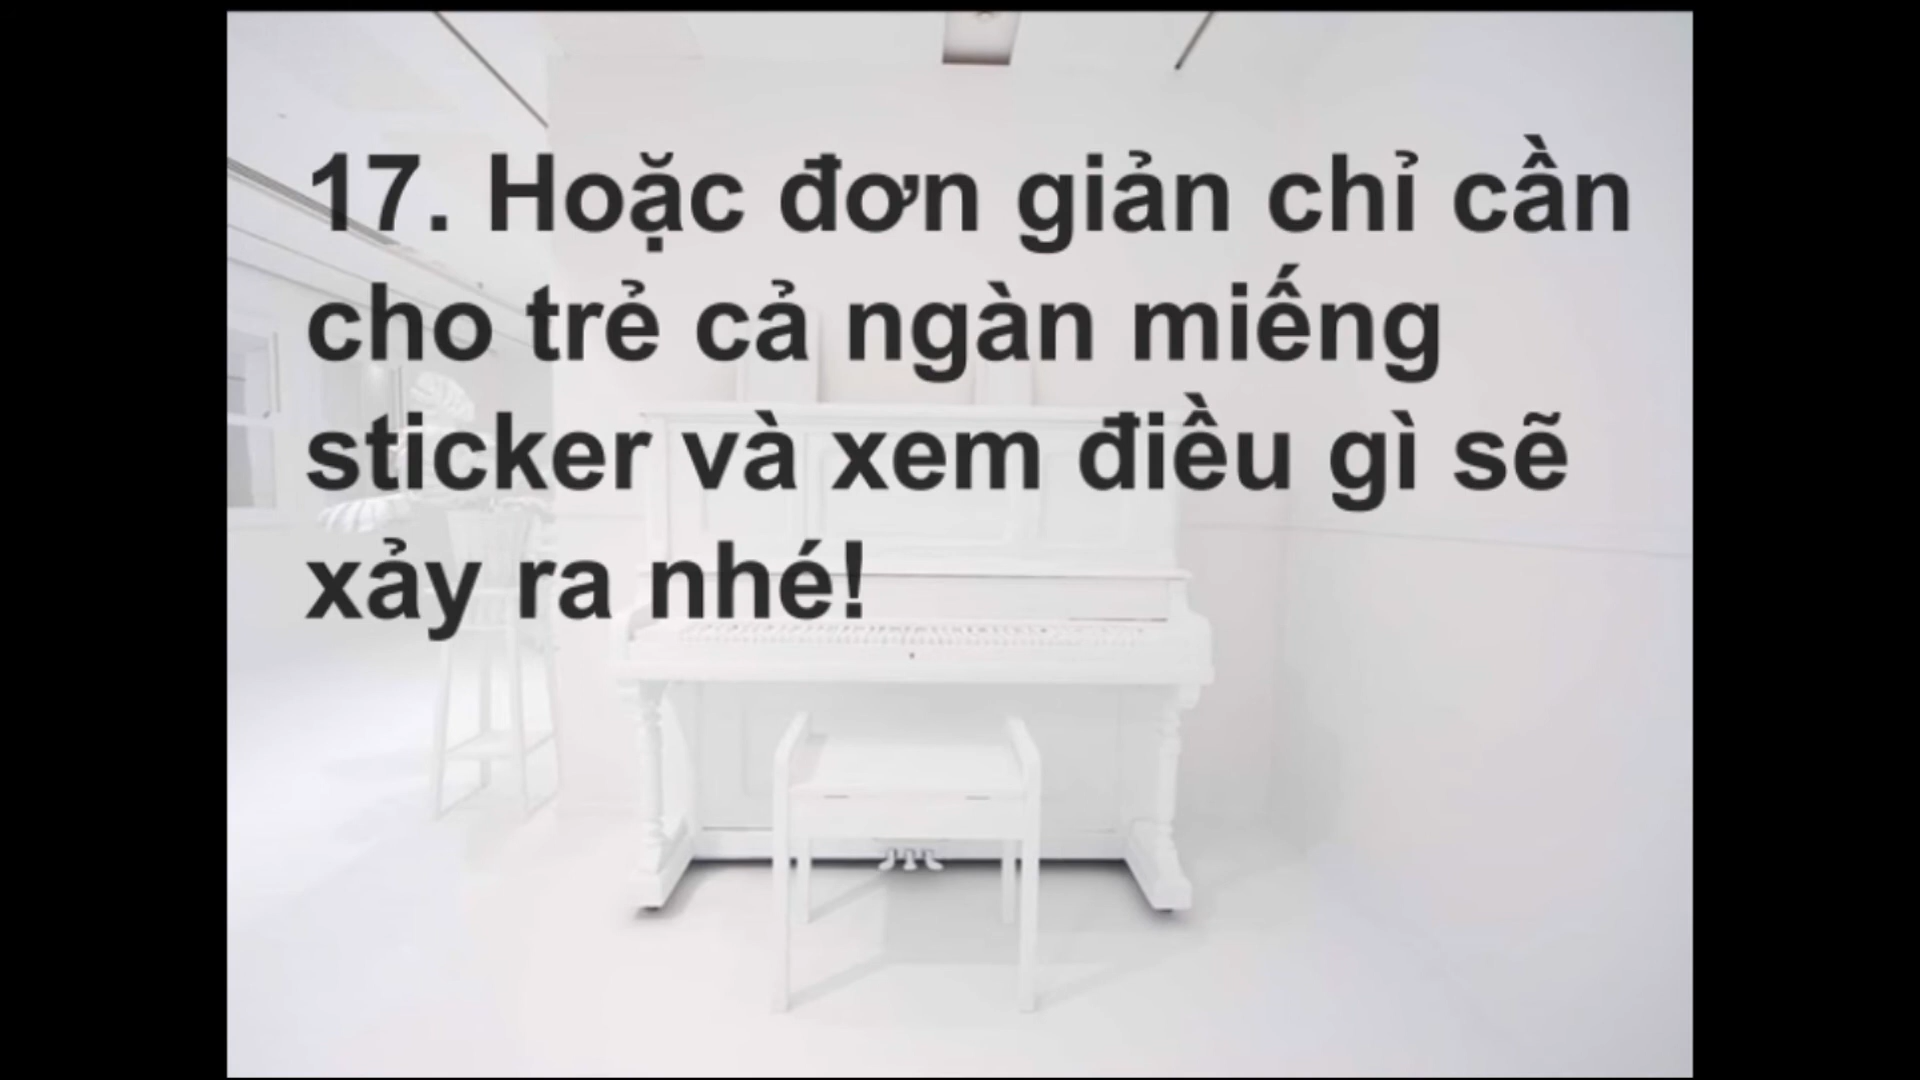 17. Hoặc đơn giản chỉ cần
cho trẻ cả ngàn miếng
sticker và xem điều gì sẽ
xảy ra nhé!